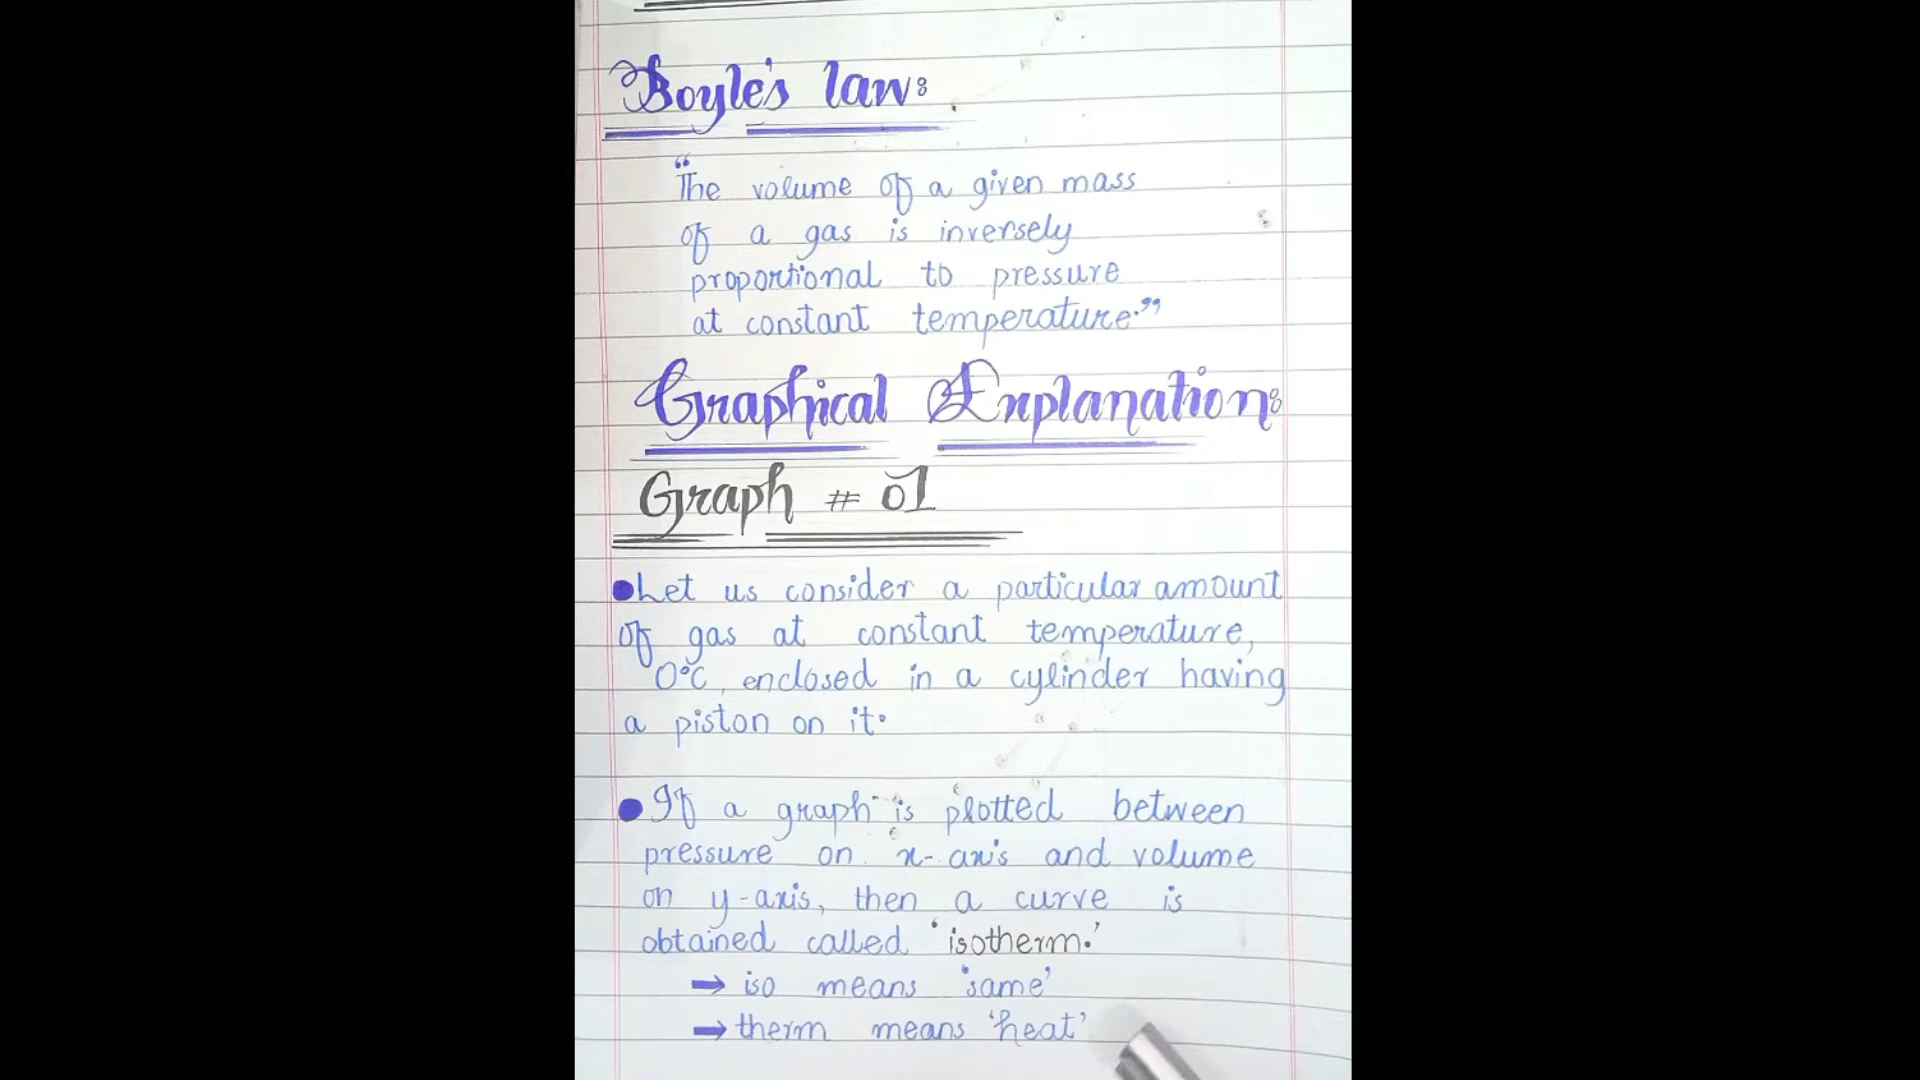 Boyle's law:
"The volume of a given mass
of a gas is inversely
proportional to pressure
at constant temperature."
Graphical Explanation:
Graph # 01
●Let us consider a particular amount
of gas at constant temperature,
0°C, enclosed in a cylinder having
a piston on it.
● If a graph is plotted between
pressure on x-axis and volume
on y-axis, then a curve is
obtained called 'isotherm.'
→ iso means 'same'
→ therm means 'heat'